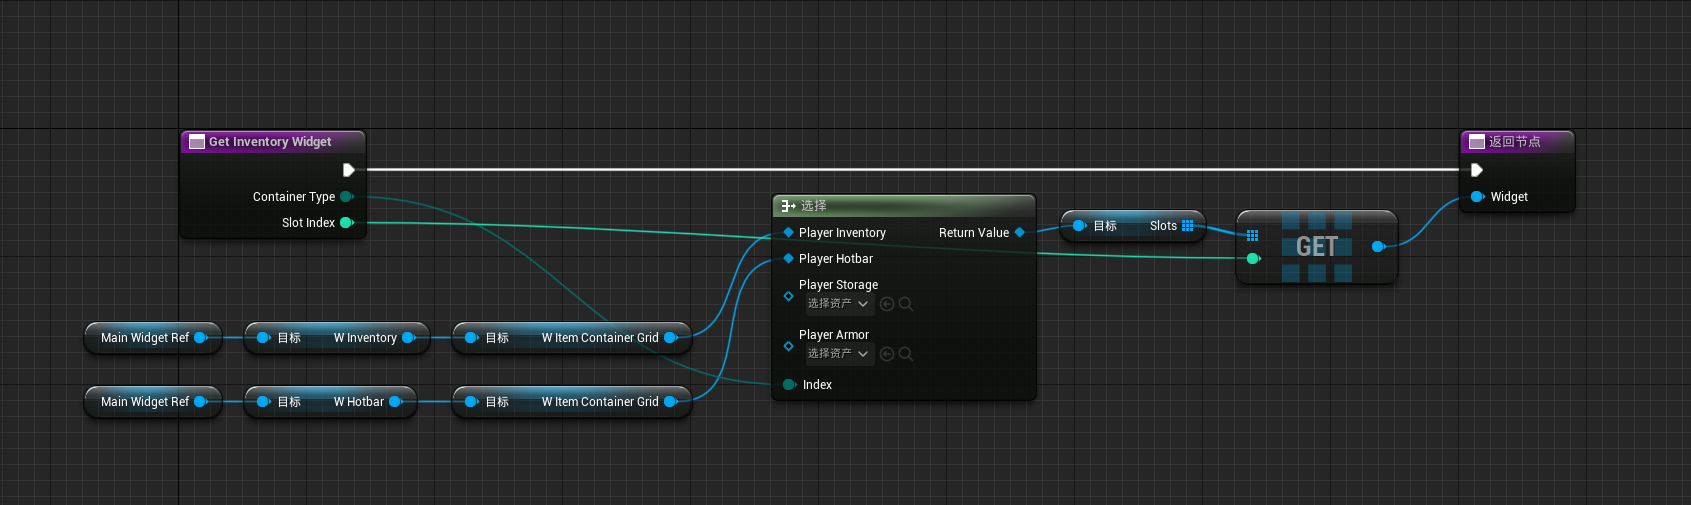 Get Inventory Widget
Container Type
Slot Index
返回节点
Widget
选择
Player Inventory
Return Value
Player Hotbar
Player Storage
选择资产
Player Armor
选择资产
Index
目标 Slots
GET
Main Widget Ref
目标 W Inventory
目标 W Item Container Grid
Main Widget Ref
目标 W Hotbar
目标 W Item Container Grid